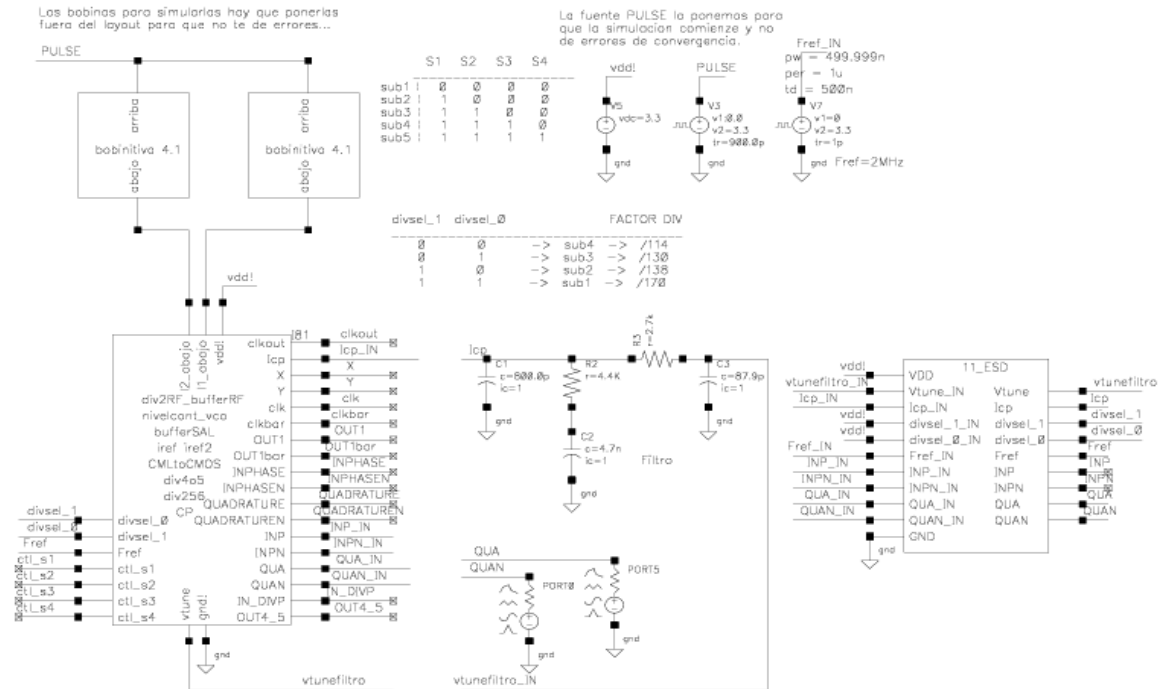 Las bobinas para simularlas hay que ponerlas
fuera del layout para que no te de errores...
PULSE
arriba
bobinitiva 4.1
abajo
arriba
bobinitiva 4.1
abajo
S1 S2 S3 S4
sub1 | 0 0 0 0
sub2 | 1 0 0 0
sub3 | 1 1 0 0
sub4 | 1 1 1 0
sub5 | 1 1 1 1
La fuente PULSE la ponemos para
que la simulacion comienze y no
de errores de convergencia.
vdd!
V5
vdc=3.3
gnd
PULSE
V3
v1:0.0
v2=3.3
tr=900.0p
gnd
Fref_IN
pw = 499.999n
per = 1u
td = 500n
V7
v1=0
v2=3.3
tr=1p
gnd
Fref=2MHz
divsel_1 divsel_0 FACTOR DIV
0 0 -> sub4 -> /114
0 1 -> sub3 -> /130
1 0 -> sub2 -> /138
1 1 -> sub1 -> /170
vdd!
I81
I2_abajo
I1_abajo
vdd!
div2RF_bufferRF
nivelcont_vco
bufferSAL
iref iref2
CMLtoCMOS
div4o5
div256
CP
divsel_1
divsel_0
Fref
ctl_s1
ctl_s2
ctl_s3
ctl_s4
divsel_0
divsel_1
Fref
ctl_s1
ctl_s2
ctl_s3
ctl_s4
vtune
gnd!
gnd
clkout
Icp
X
Y
clk
clkbar
OUT1
OUT1bar
INPHASE
INPHASEN
QUADRATURE
QUADRATUREN
INP
INPN
QUA
QUAN
IN_DIVP
OUT4_5
clkout
Icp_IN
X
Y
clk
clkbar
OUT1
OUT1bar
INPHASE
INPHASEN
QUADRATURE
QUADRATUREN
INP_IN
INPN_IN
QUA_IN
QUAN_IN
IN_DIVP
OUT4_5
Icp
C1
c=800.0p
ic=1
gnd
R2
r=4.4K
C2
c=4.7n
ic=1
gnd
R3
r=2.7k
C3
c=87.9p
ic=1
gnd
Filtro
QUA
QUAN
PORT0
gnd
PORT5
gnd
vtunefiltro
vtunefiltro_IN
11_ESD
vdd!
vtunefiltro_IN
Icp_IN
vdd!
vdd!
Fref_IN
INP_IN
INPN_IN
QUA_IN
QUAN_IN
gnd
VDD
Vtune_IN
Icp_IN
divsel_1_IN
divsel_0_IN
Fref_IN
INP_IN
INPN_IN
QUA_IN
QUAN_IN
GND
Vtune
Icp
divsel_1
divsel_0
Fref
INP
INPN
QUA
QUAN
vtunefiltro
Icp
divsel_1
divsel_0
Fref
INP
INPN
QUA
QUAN